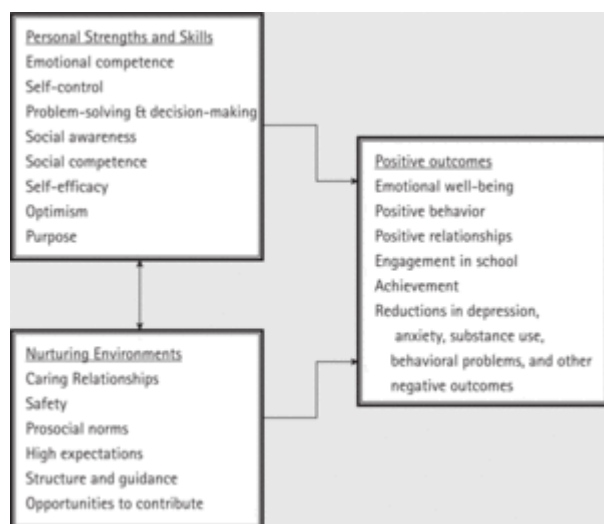 Personal Strengths and Skills
Emotional competence
Self-control
Problem-solving & decision-making
Social awareness
Social competence
Self-efficacy
Optimism
Purpose
Nurturing Environments
Caring Relationships
Safety
Prosocial norms
High expectations
Structure and guidance
Opportunities to contribute
Positive outcomes
Emotional well-being
Positive behavior
Positive relationships
Engagement in school
Achievement
Reductions in depression,
anxiety, substance use,
behavioral problems, and other
negative outcomes